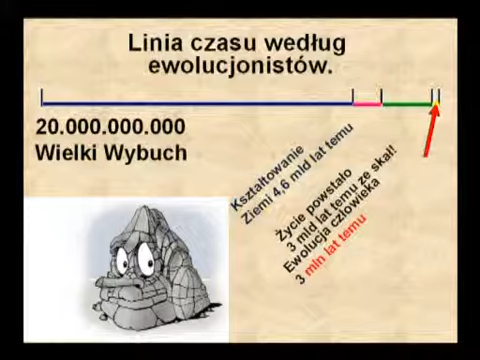 Linia czasu według
ewolucjonistów.
20.000.000.000
Wielki Wybuch
Kształtowanie
Ziemi 4,6 mld lat temu
Życie powstało
3 mld lat temu ze skał!
Ewolucja człowieka
3 mln lat temu